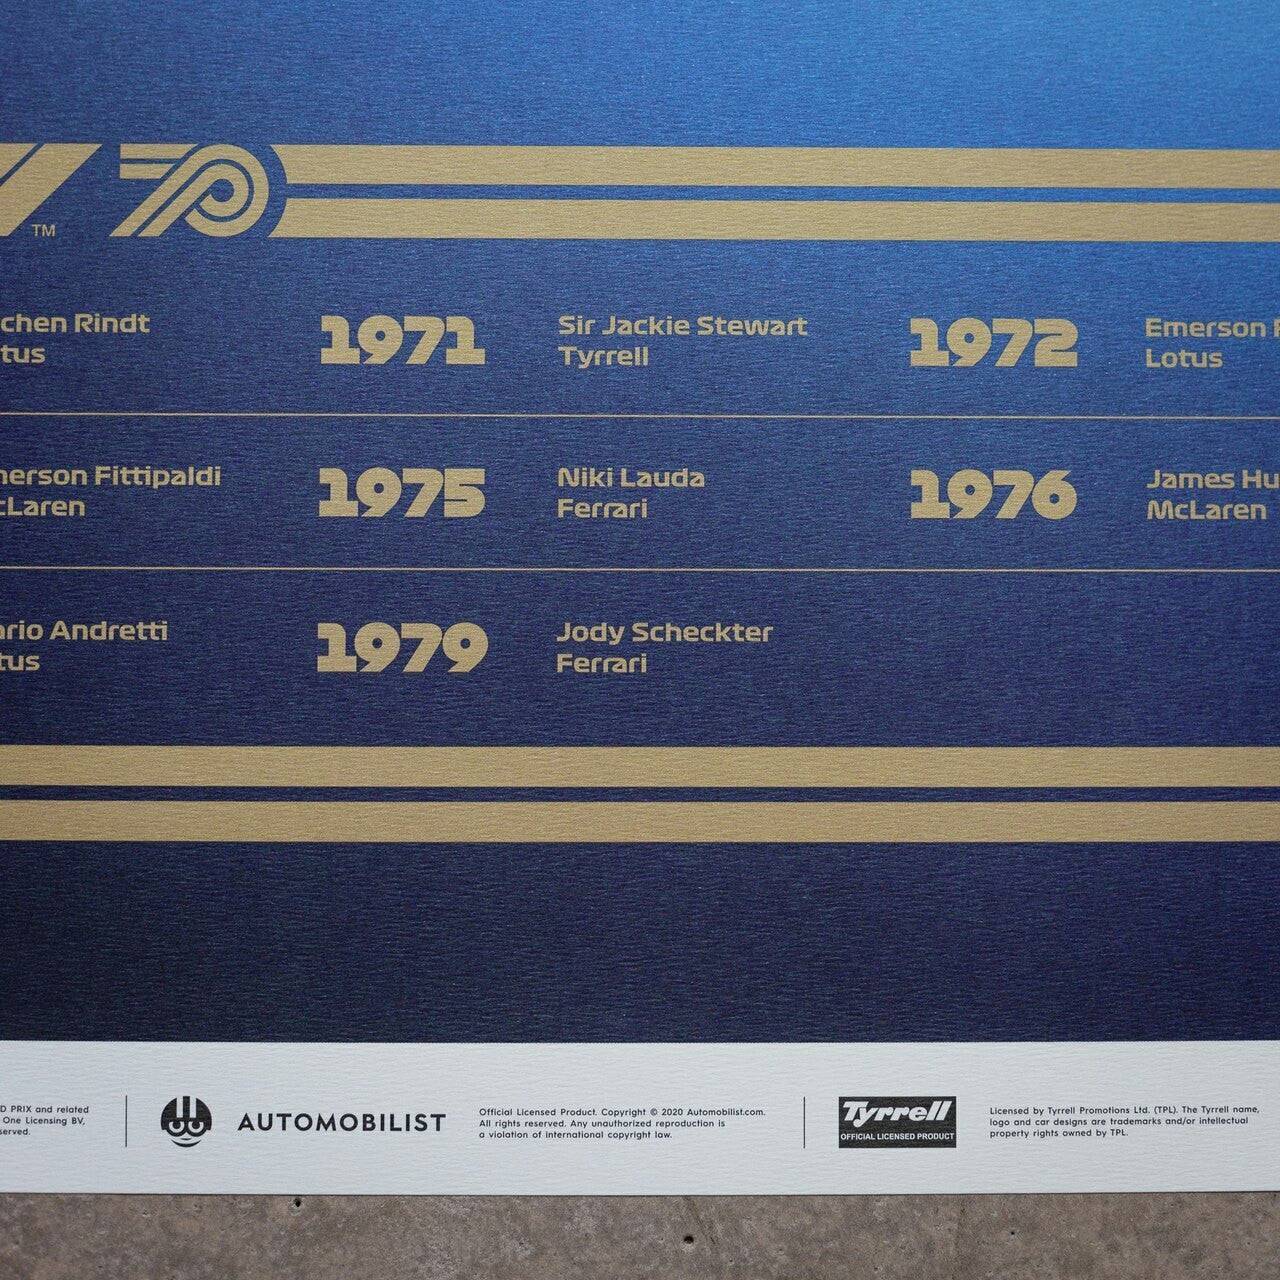 TM 70
chen Rindt
tus
1971
Sir Jackie Stewart
Tyrrell
1972
Emerson
Lotus
nerson Fittipaldi
cLaren
1975
Niki Lauda
Ferrari
1976
James Hu
McLaren
ario Andretti
tus
1979
Jody Scheckter
Ferrari
D PRIX and related
One Licensing BV,
served.
AUTOMOBILIST
Official Licensed Product. Copyright © 2020 Automobilist.com.
All rights reserved. Any unauthorized reproduction is
a violation of international copyright law.
Tyrrell
OFFICIAL LICENSED PRODUCT
Licensed by Tyrrell Promotions Ltd. (TPL). The Tyrrell name,
logo and car designs are trademarks and/or intellectual
property rights owned by TPL.